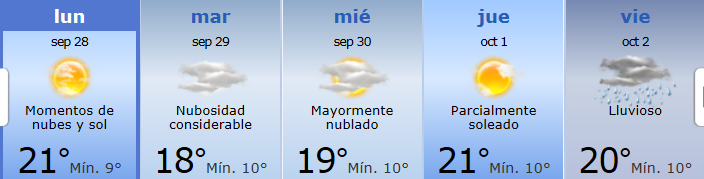 lun
sep 28
Momentos de
nubes y sol
21° Mín. 9°
mar
sep 29
Nubosidad
considerable
18° Mín. 10°
mié
sep 30
Mayormente
nublado
19° Mín. 10°
jue
oct 1
Parcialmente
soleado
21° Mín. 10°
vie
oct 2
Lluvioso
20° Mín. 10°